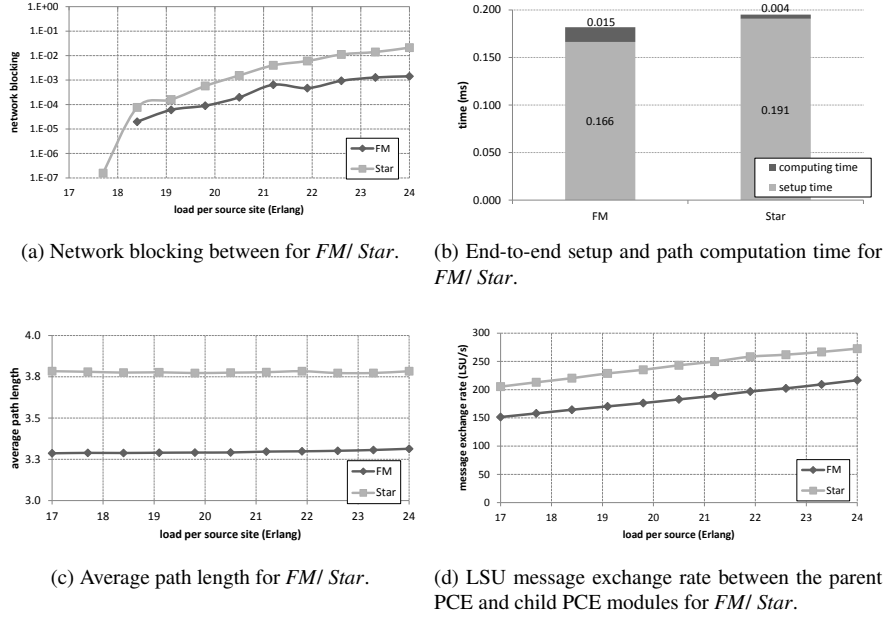 1.E+00
1.E-01
1.E-02
1.E-03
1.E-04
1.E-05
1.E-06
1.E-07
network blocking
17 18 19 20 21 22 23 24
load per source site (Erlang)
FM
Star
(a) Network blocking between for FM/ Star.
0.200
0.150
0.100
0.050
0.000
time (ms)
0.015
0.166
0.004
0.191
computing time
setup time
FM Star
(b) End-to-end setup and path computation time for
FM/ Star.
4.0
3.8
3.5
3.3
3.0
average path length
17 18 19 20 21 22 23 24
load per source site (Erlang)
FM
Star
(c) Average path length for FM/ Star.
300
250
200
150
100
50
0
message exchange rate (LSU/s)
17 18 19 20 21 22 23 24
load per source site (Erlang)
FM
Star
(d) LSU message exchange rate between the parent
PCE and child PCE modules for FM/ Star.